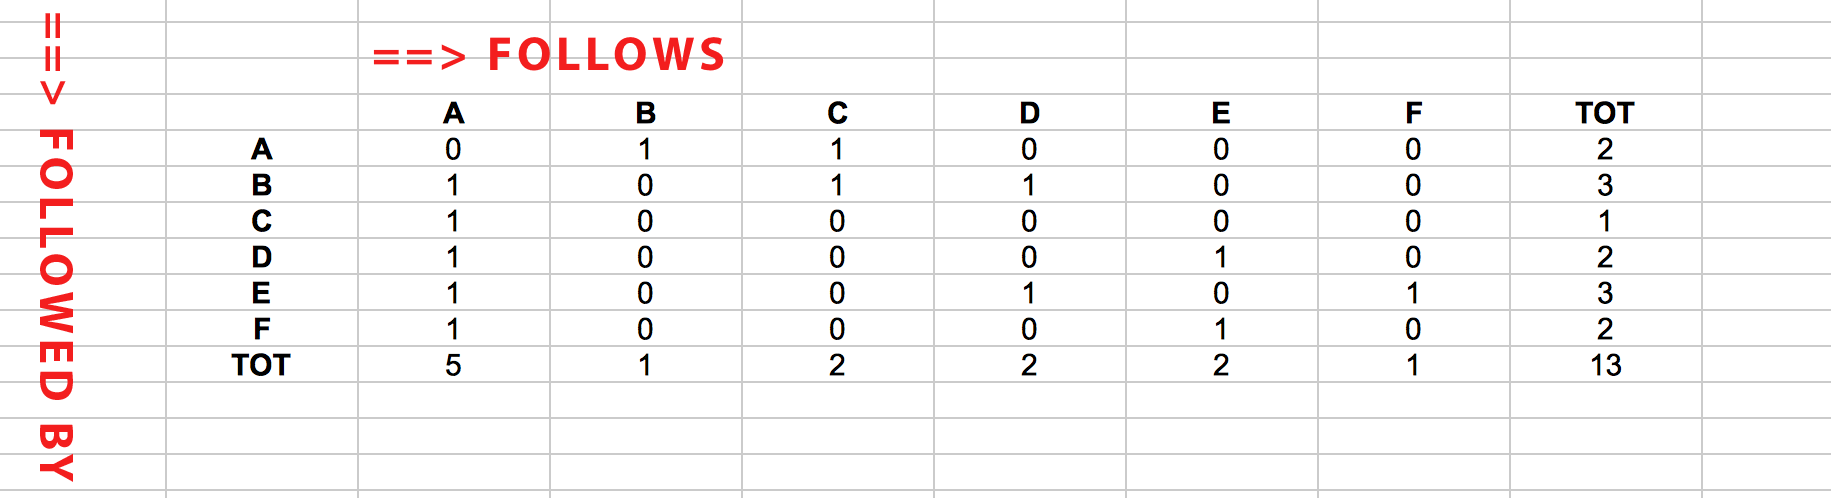 ==> FOLLOWS
==> FOLLOWED BY
A B C D E F TOT
A 0 1 1 0 0 0 2
B 1 0 1 1 0 0 3
C 1 0 0 0 0 0 1
D 1 0 0 0 1 0 2
E 1 0 0 1 0 1 3
F 1 0 0 0 1 0 2
TOT 5 1 2 2 2 1 13